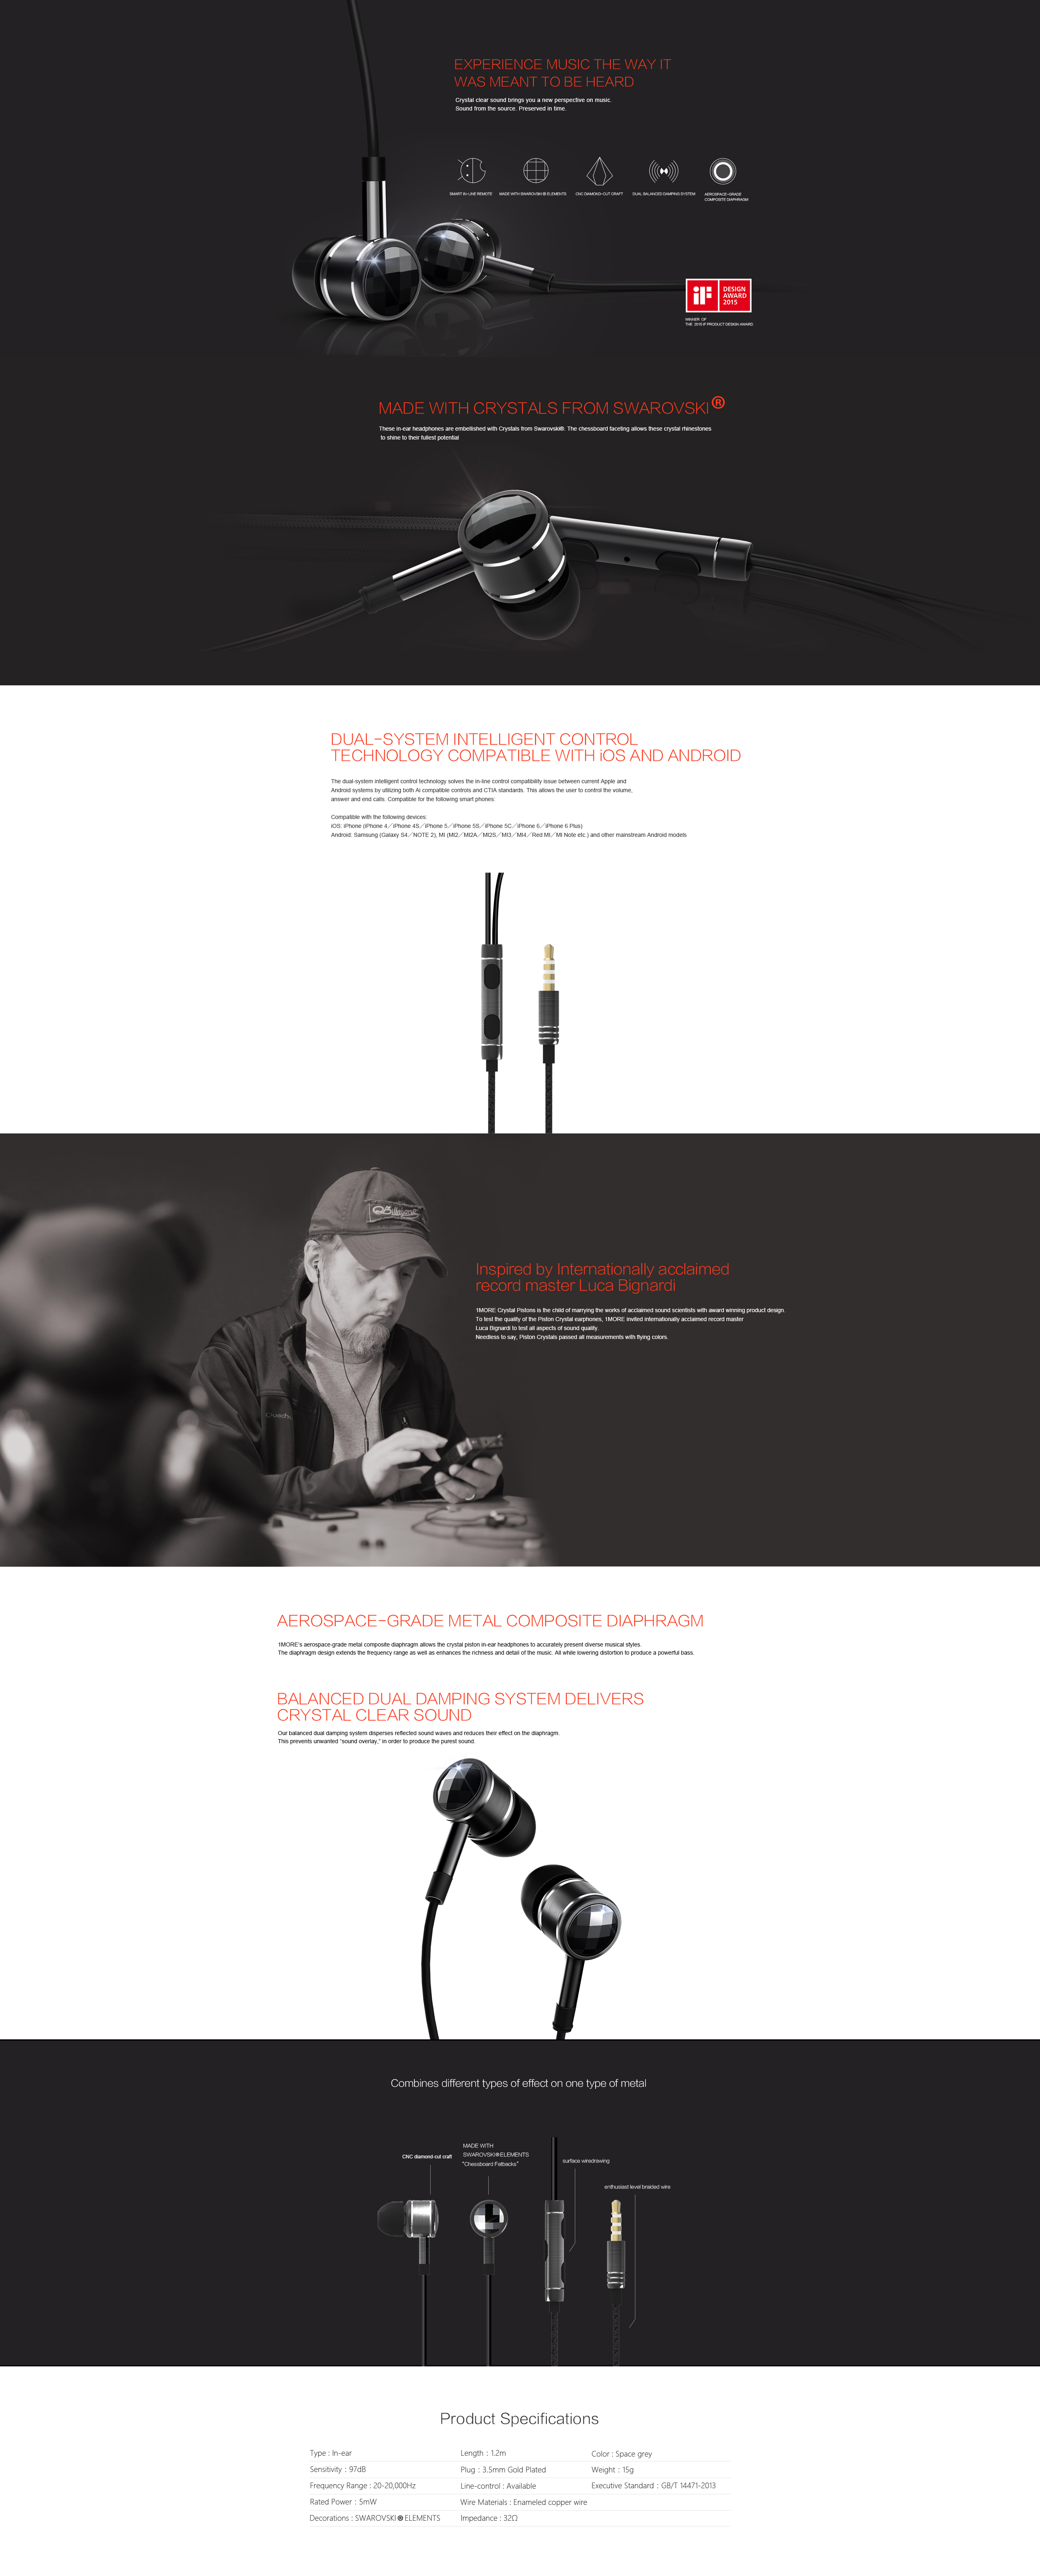 EXPERIENCE MUSIC THE WAY IT
WAS MEANT TO BE HEARD
Crystal clear sound brings you a new perspective on music.
Sound from the source. Preserved in time.
SMART IN-LINE REMOTE
MADE WITH SWAROVSKI® ELEMENTS
CNC DIAMOND-CUT CRAFT
DUAL BALANCED DAMPING SYSTEM
AEROSPACE-GRADE
COMPOSITE DIAPHRAGM
iF
DESIGN
AWARD
2015
WINNER OF
THE 2015 IF PRODUCT DESIGN AWARD
MADE WITH CRYSTALS FROM SWAROVSKI®
These in-ear headphones are embellished with Crystals from Swarovski®. The chessboard faceting allows these crystal rhinestones
to shine to their fullest potential
DUAL-SYSTEM INTELLIGENT CONTROL
TECHNOLOGY COMPATIBLE WITH iOS AND ANDROID
The dual-system intelligent control technology solves the in-line control compatibility issue between current Apple and
Android systems by utilizing both Ai compatible controls and CTIA standards. This allows the user to control the volume,
answer and end calls. Compatible for the following smart phones:
Compatible with the following devices:
iOS: iPhone (iPhone 4／iPhone 4S／iPhone 5／iPhone 5S／iPhone 5C／iPhone 6／iPhone 6 Plus)
Android: Samsung (Galaxy S4／NOTE 2), MI (MI2／MI2A／MI2S／MI3／MI4／Red MI／MI Note etc.) and other mainstream Android models
Inspired by Internationally acclaimed
record master Luca Bignardi
1MORE Crystal Pistons is the child of marrying the works of acclaimed sound scientists with award winning product design.
To test the quality of the Piston Crystal earphones, 1MORE invited internationally acclaimed record master
Luca Bignardi to test all aspects of sound quality.
Needless to say, Piston Crystals passed all measurements with flying colors.
AEROSPACE-GRADE METAL COMPOSITE DIAPHRAGM
1MORE's aerospace-grade metal composite diaphragm allows the crystal piston in-ear headphones to accurately present diverse musical styles.
The diaphragm design extends the frequency range as well as enhances the richness and detail of the music. All while lowering distortion to produce a powerful bass.
BALANCED DUAL DAMPING SYSTEM DELIVERS
CRYSTAL CLEAR SOUND
Our balanced dual damping system disperses reflected sound waves and reduces their effect on the diaphragm.
This prevents unwanted "sound overlay," in order to produce the purest sound.
Combines different types of effect on one type of metal
CNC diamond-cut craft
MADE WITH
SWAROVSKI®ELEMENTS
"Chessboard Fatbacks"
surface wiredrawing
enthusiast level braided wire
Product Specifications
Type : In-ear
Length : 1.2m
Color : Space grey
Sensitivity : 97dB
Plug : 3.5mm Gold Plated
Weight : 15g
Frequency Range : 20-20,000Hz
Line-control : Available
Executive Standard : GB/T 14471-2013
Rated Power : 5mW
Wire Materials : Enameled copper wire
Decorations : SWAROVSKI®ELEMENTS
Impedance : 32Ω